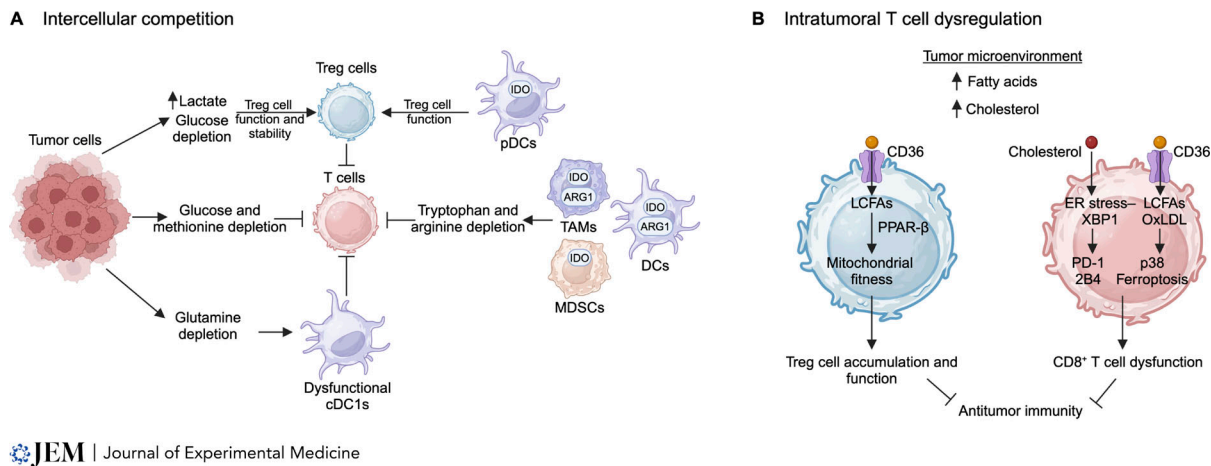 A Intercellular competition
Tumor cells
Lactate
Glucose
depletion
Treg cell
function and
stability
Treg cells
Treg cell
function
IDO
pDCs
Glucose and
methionine depletion
T cells
Tryptophan and
arginine depletion
IDO
ARG1
TAMs
IDO
ARG1
DCs
IDO
MDSCs
Glutamine
depletion
Dysfunctional
cDC1s
B Intratumoral T cell dysregulation
Tumor microenvironment
Fatty acids
Cholesterol
CD36
LCFAs
PPAR-β
Mitochondrial
fitness
Treg cell accumulation and
function
Cholesterol
CD36
ER stress–
XBP1
PD-1
2B4
LCFAs
OxLDL
p38
Ferroptosis
CD8⁺ T cell dysfunction
Antitumor immunity
JEM | Journal of Experimental Medicine